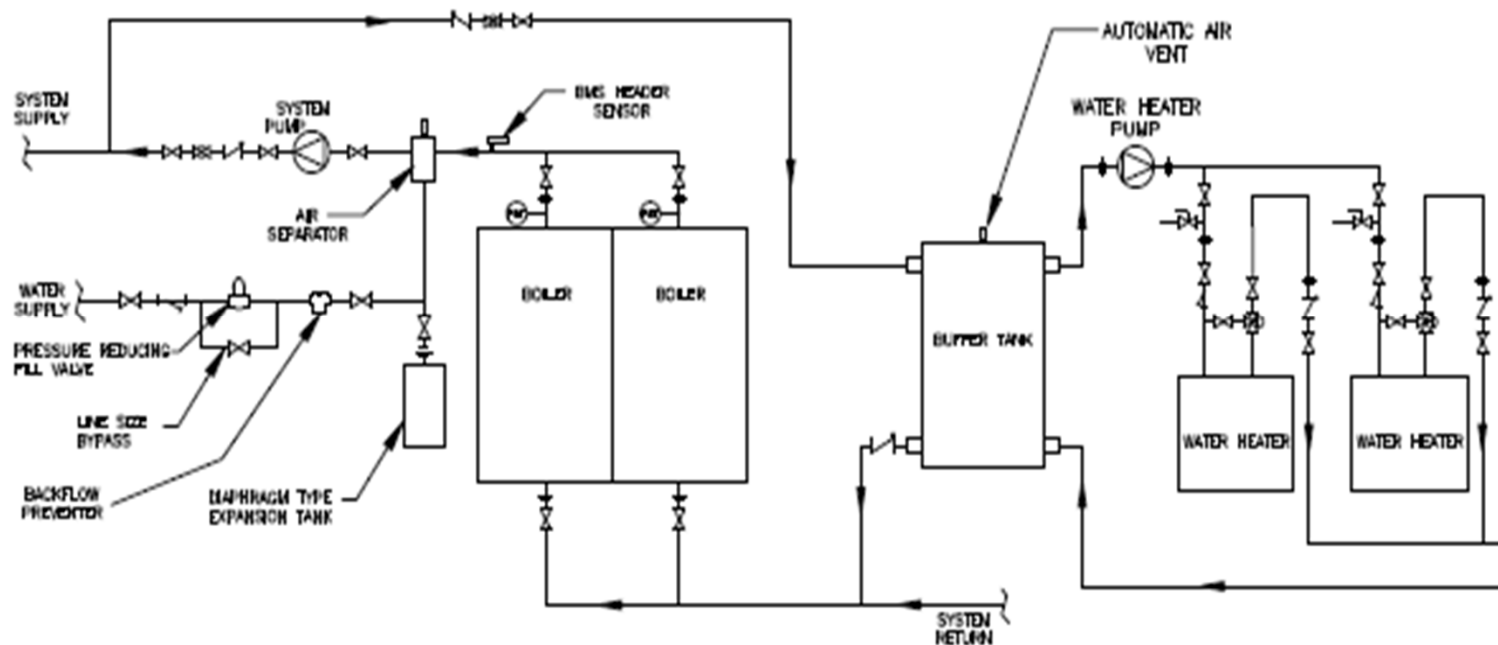 AUTOMATIC AIR
VENT
SYSTEM
SUPPLY
SYSTEM
PUMP
BMS HEADER
SENSOR
WATER HEATER
PUMP
AIR
SEPARATOR
WATER
SUPPLY
BOILER
BOILER
BUFFER TANK
PRESSURE REDUCING
FILL VALVE
LINE SIZE
BYPASS
WATER HEATER
WATER HEATER
BACKFLOW
PREVENTER
DIAPHRAGM TYPE
EXPANSION TANK
SYSTEM
RETURN